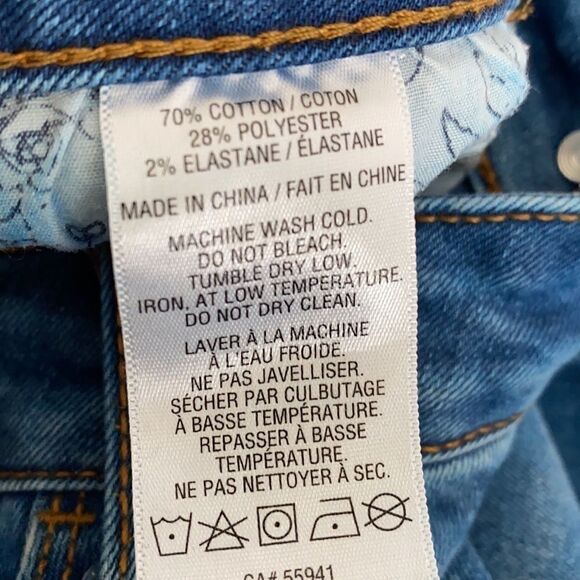 70% COTTON / COTON
28% POLYESTER
2% ELASTANE / ÉLASTANE
MADE IN CHINA / FAIT EN CHINE
MACHINE WASH COLD.
DO NOT BLEACH.
TUMBLE DRY LOW.
IRON, AT LOW TEMPERATURE.
DO NOT DRY CLEAN.
LAVER À LA MACHINE
À L'EAU FROIDE.
NE PAS JAVELLISER.
SÉCHER PAR CULBUTAGE
À BASSE TEMPÉRATURE.
REPASSER À BASSE
TEMPÉRATURE.
NE PAS NETTOYER À SEC.
CA# 55941